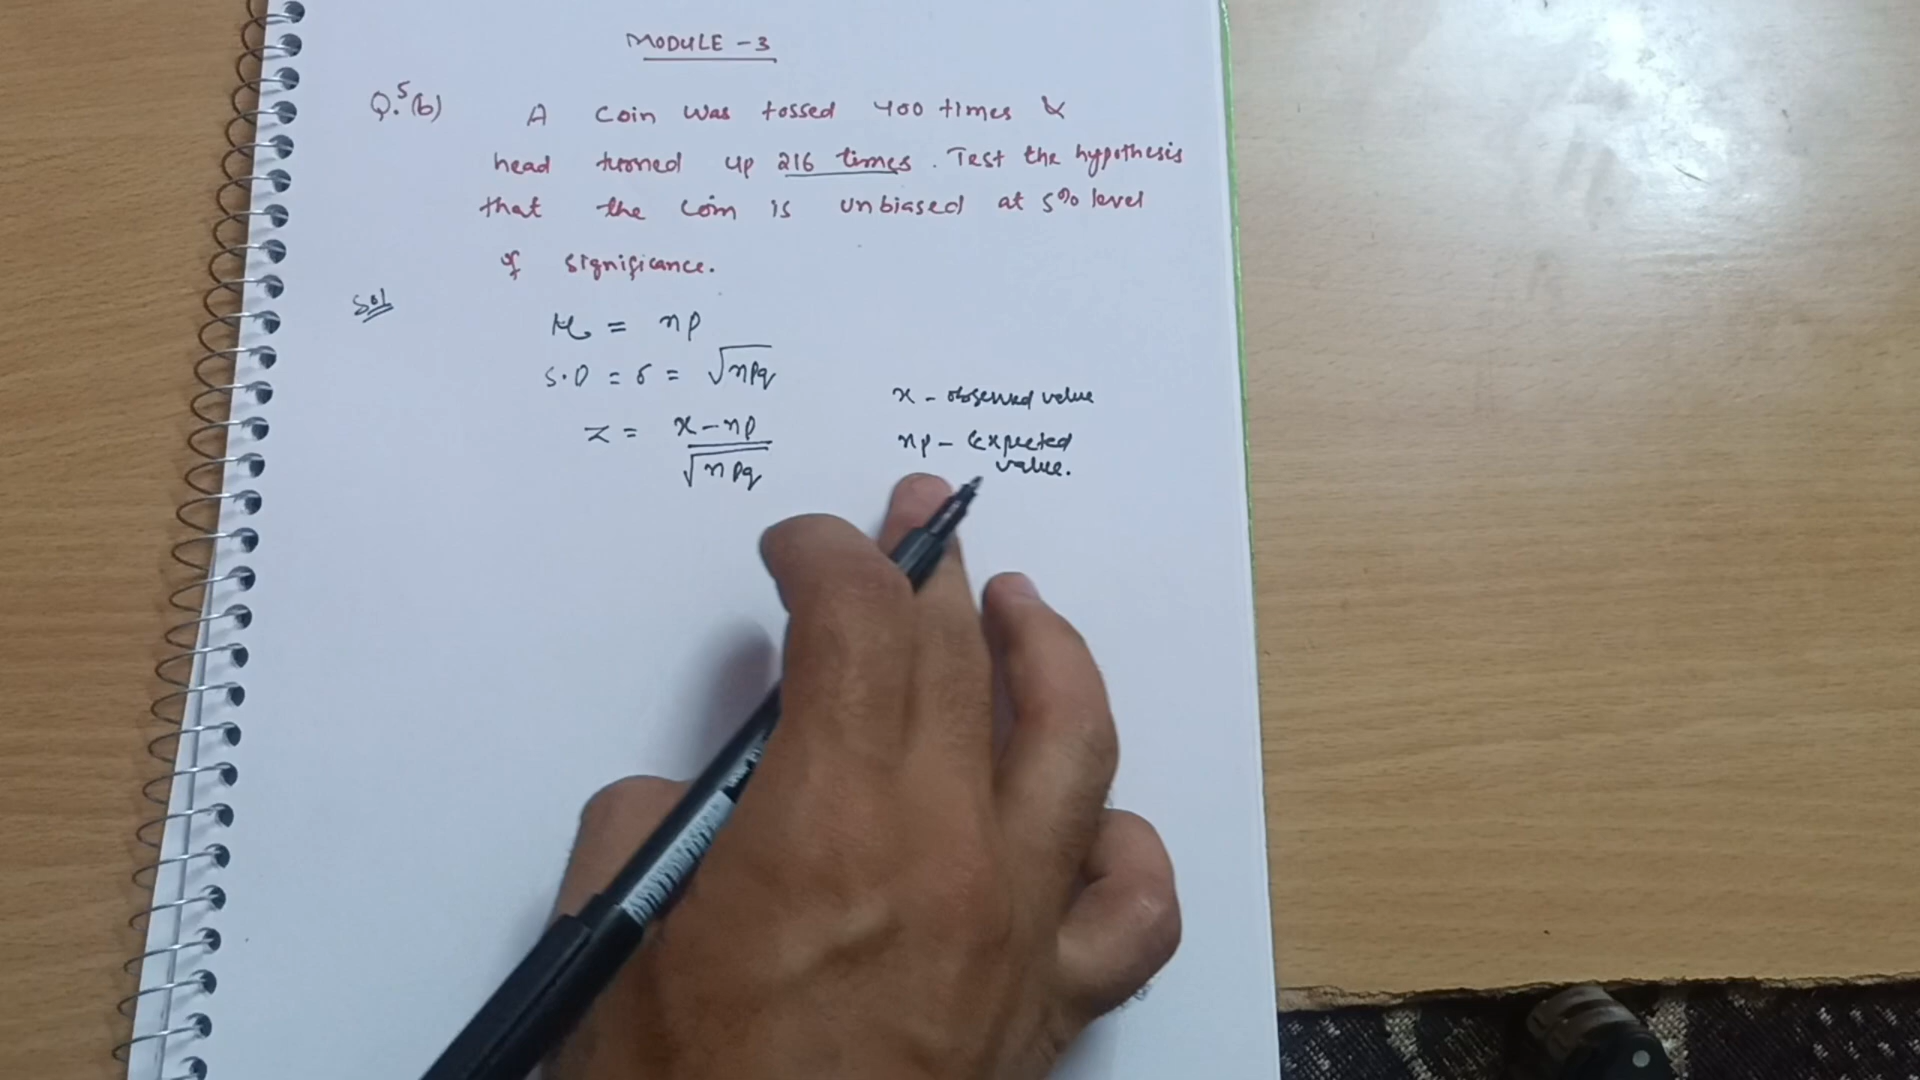 MODULE - 3
Q.5(b) A coin was tossed 400 times &
head turned up 216 times. Test the hypothesis
that the coin is unbiased at 5% level
of significance.
Sol
μ = np
S.D = σ = √npq
x - observed value
z = x - np / √npq
np - Expected
value.